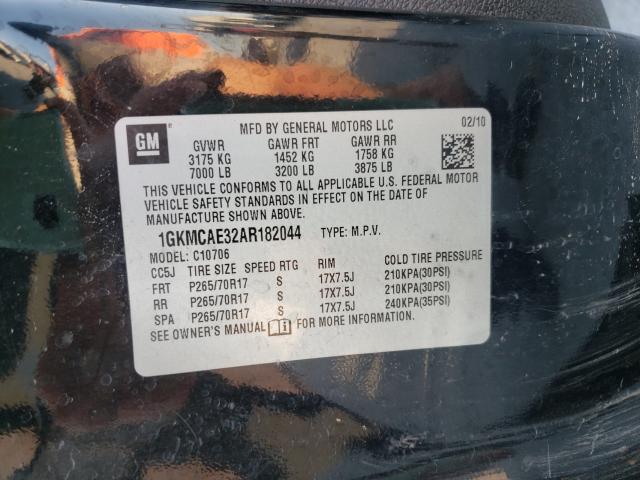 GM
MFD BY GENERAL MOTORS LLC 02/10
GVWR GAWR FRT GAWR RR
3175 KG 1452 KG 1758 KG
7000 LB 3200 LB 3875 LB
THIS VEHICLE CONFORMS TO ALL APPLICABLE U.S. FEDERAL MOTOR
VEHICLE SAFETY STANDARDS IN EFFECT ON THE DATE OF
MANUFACTURE SHOWN ABOVE.
1GKMCAE32AR182044 TYPE: M.P.V.
MODEL: C10706
CC5J TIRE SIZE SPEED RTG RIM COLD TIRE PRESSURE
FRT P265/70R17 S 17X7.5J 210KPA(30PSI)
RR P265/70R17 S 17X7.5J 210KPA(30PSI)
SPA P265/70R17 S 17X7.5J 240KPA(35PSI)
SEE OWNER'S MANUAL FOR MORE INFORMATION.